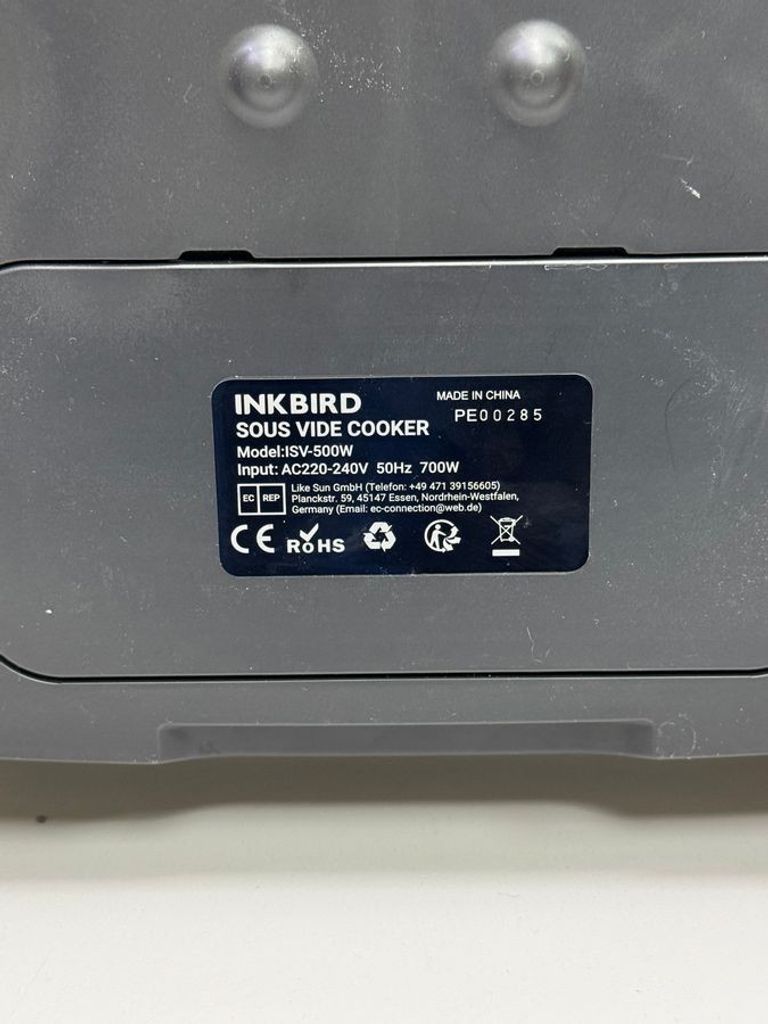 INKBIRD
MADE IN CHINA
PE00285
SOUS VIDE COOKER
Model:ISV-500W
Input: AC220-240V 50Hz 700W
EC REP
Like Sun GmbH (Telefon: +49 471 39156605)
Planckstr. 59, 45147 Essen, Nordrhein-Westfalen,
Germany (Email: ec-connection@web.de)
CE RoHS